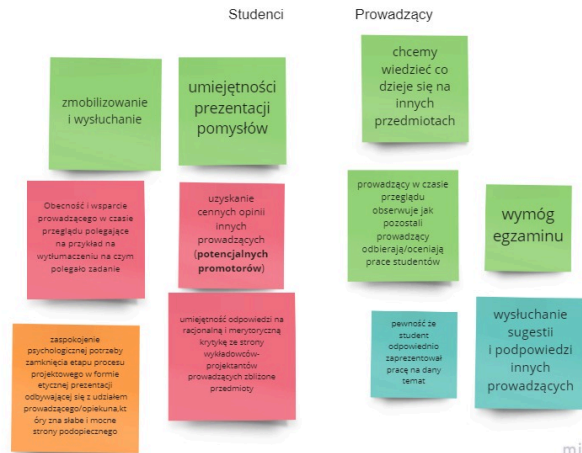 Studenci
Prowadzący
zmobilizowanie
i wysłuchanie
umiejętności
prezentacji
pomysłów
chcemy
wiedzieć co
dzieje się na
innych
przedmiotach
Obecność i wsparcie
prowadzącego w czasie
przeglądu polegające
na przykład na
wytłumaczeniu na czym
polegało zadanie
uzyskanie
cennych opinii
innych
prowadzących
(potencjalnych
promotorów)
prowadzący w czasie
przeglądu
obserwuje jak
pozostali
prowadzący
odbierają/oceniają
prace studentów
wymóg
egzaminu
zaspokojenie
psychologicznej potrzeby
zamknięcia etapu procesu
projektowego w formie
etycznej prezentacji
odbywającej się z udziałem
prowadzącego/opiekuna,kt
óry zna słabe i mocne
strony podopiecznego
umiejętność odpowiedzi na
racjonalną i merytoryczną
krytykę ze strony
wykładowców-
projektantów
prowadzących zbliżone
przedmioty
pewność że
student
odpowiednio
zaprezentował
pracę na dany
temat
wysłuchanie
sugestii
i podpowiedzi
innych
prowadzących
mi